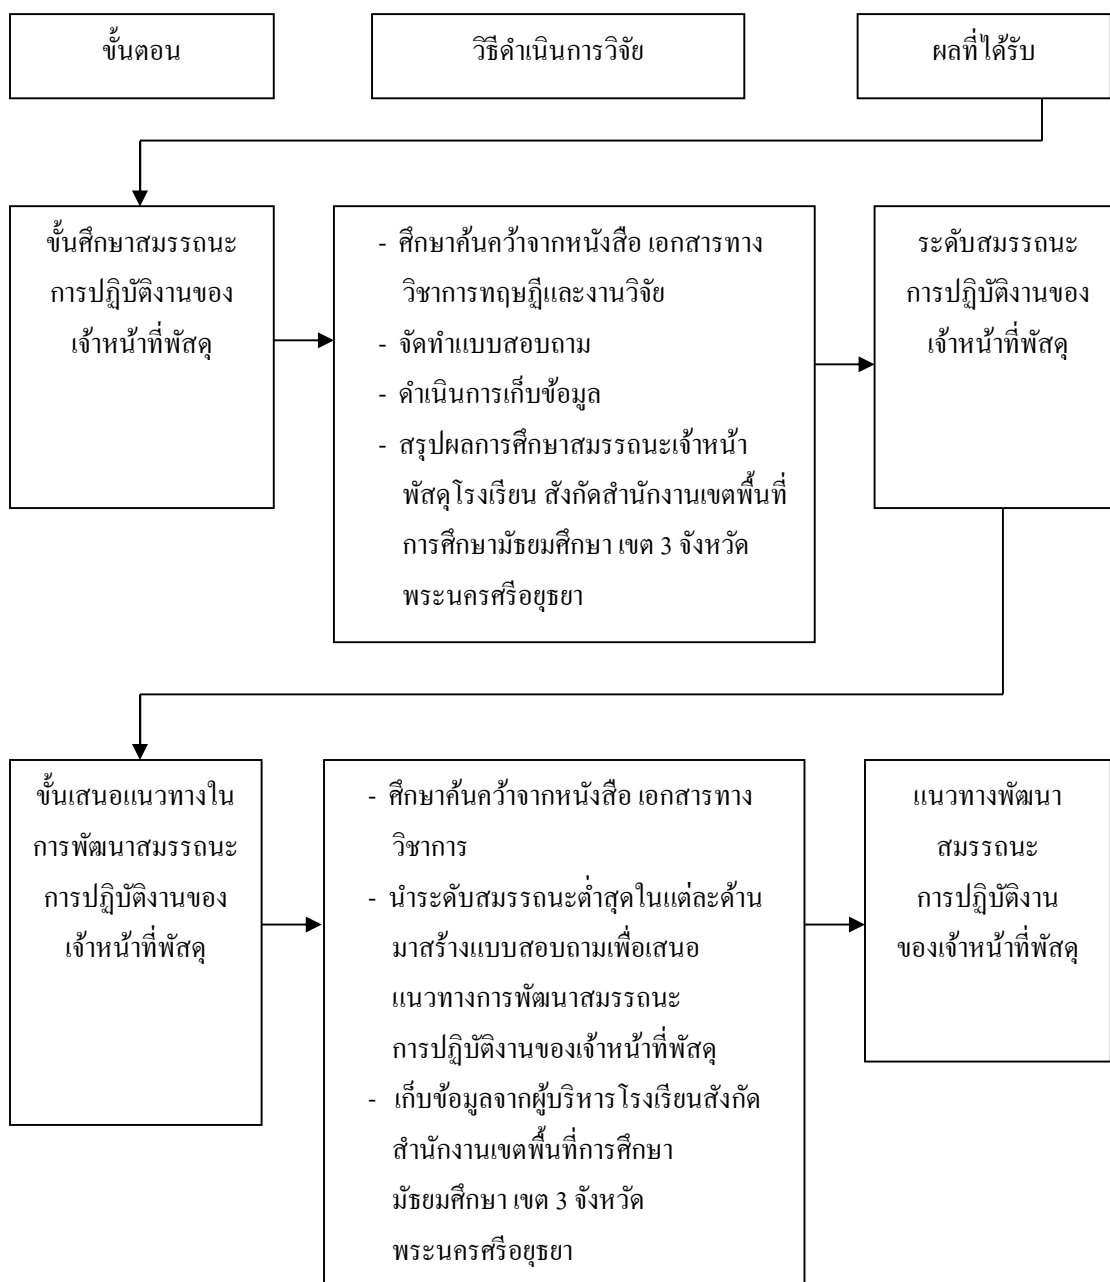 ขั้นตอน
วิธีดำเนินการวิจัย
ผลที่ได้รับ
ขั้นศึกษาสมรรถนะ
การปฏิบัติงานของ
เจ้าหน้าที่พัสดุ
- ศึกษาค้นคว้าจากหนังสือ เอกสารทาง
วิชาการทฤษฎีและงานวิจัย
- จัดทำแบบสอบถาม
- ดำเนินการเก็บข้อมูล
- สรุปผลการศึกษาสมรรถนะเจ้าหน้า
พัสดุโรงเรียน สังกัดสำนักงานเขตพื้นที่
การศึกษามัธยมศึกษา เขต 3 จังหวัด
พระนครศรีอยุธยา
ระดับสมรรถนะ
การปฏิบัติงานของ
เจ้าหน้าที่พัสดุ
ขั้นเสนอแนวทางใน
การพัฒนาสมรรถนะ
การปฏิบัติงานของ
เจ้าหน้าที่พัสดุ
- ศึกษาค้นคว้าจากหนังสือ เอกสารทาง
วิชาการ
- นำระดับสมรรถนะต่ำสุดในแต่ละด้าน
มาสร้างแบบสอบถามเพื่อเสนอ
แนวทางการพัฒนาสมรรถนะ
การปฏิบัติงานของเจ้าหน้าที่พัสดุ
- เก็บข้อมูลจากผู้บริหารโรงเรียนสังกัด
สำนักงานเขตพื้นที่การศึกษา
มัธยมศึกษา เขต 3 จังหวัด
พระนครศรีอยุธยา
แนวทางพัฒนา
สมรรถนะ
การปฏิบัติงาน
ของเจ้าหน้าที่พัสดุ